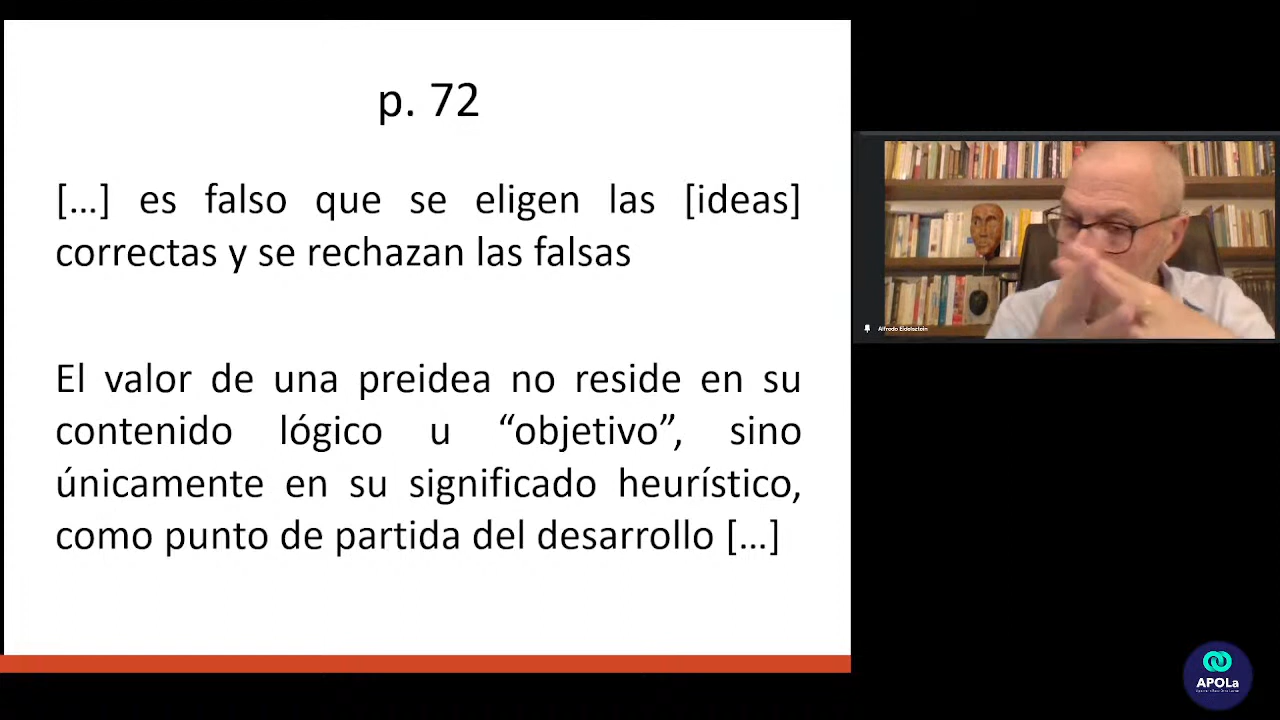 p. 72
[...] es falso que se eligen las [ideas]
correctas y se rechazan las falsas
El valor de una preidea no reside en su
contenido lógico u “objetivo”, sino
únicamente en su significado heurístico,
como punto de partida del desarrollo [...]
Alfredo Eidelsztein
APOLa